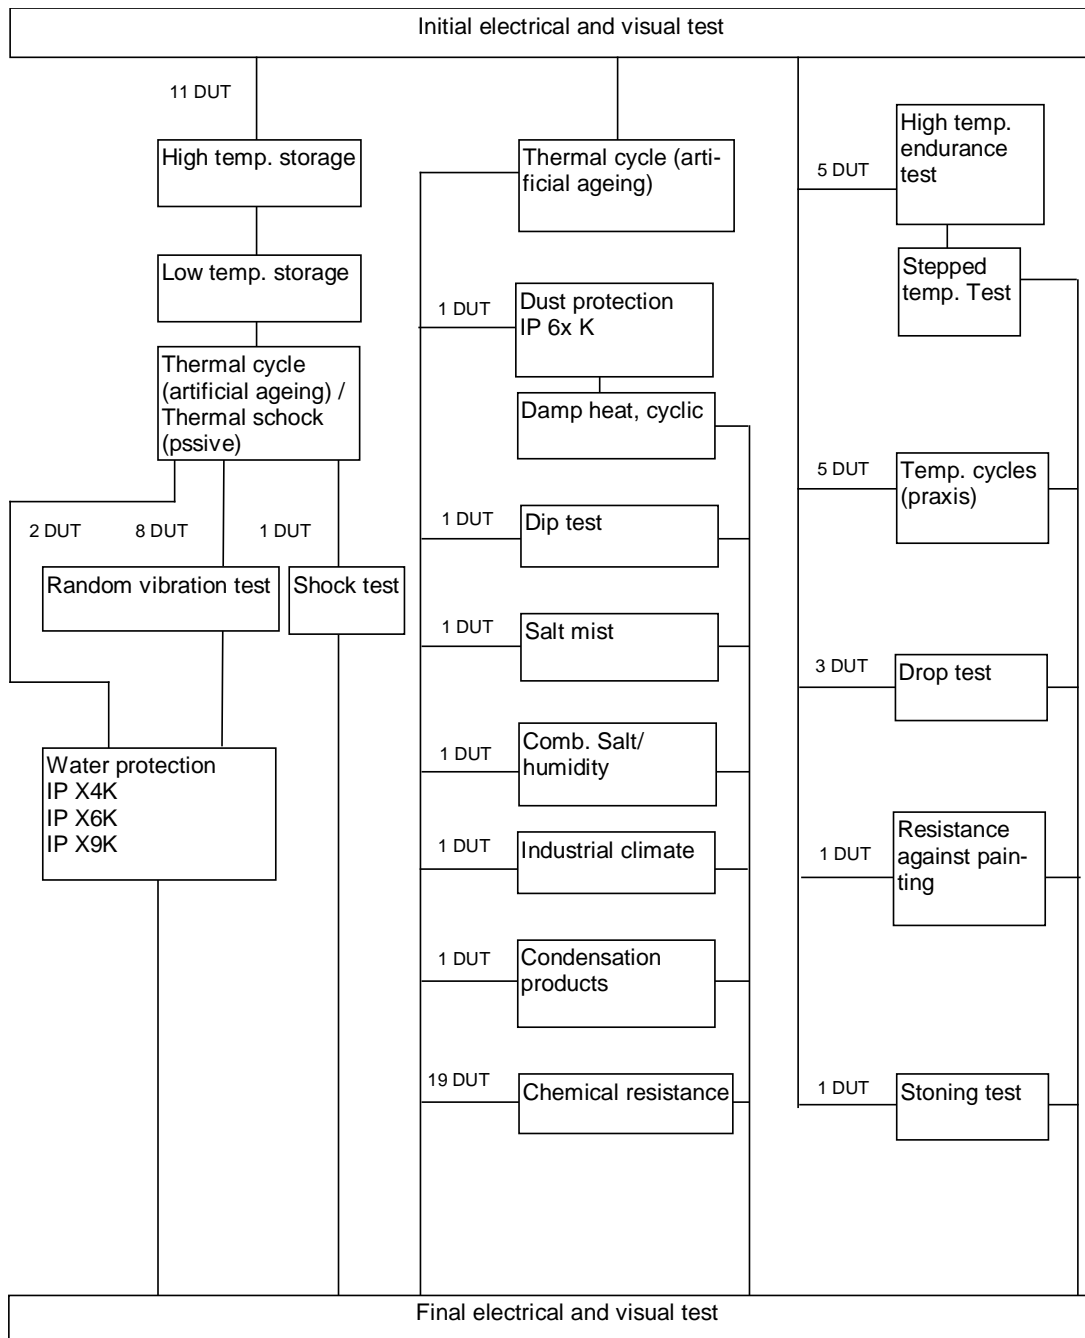 Initial electrical and visual test
11 DUT
High temp. storage
Low temp. storage
Thermal cycle
(artificial ageing) /
Thermal schock
(pssive)
2 DUT
8 DUT
1 DUT
Random vibration test
Shock test
Water protection
IP X4K
IP X6K
IP X9K
Thermal cycle (arti-
ficial ageing)
1 DUT
Dust protection
IP 6x K
Damp heat, cyclic
1 DUT
Dip test
1 DUT
Salt mist
1 DUT
Comb. Salt/
humidity
1 DUT
Industrial climate
1 DUT
Condensation
products
19 DUT
Chemical resistance
5 DUT
High temp.
endurance
test
Stepped
temp. Test
5 DUT
Temp. cycles
(praxis)
3 DUT
Drop test
1 DUT
Resistance
against pain-
ting
1 DUT
Stoning test
Final electrical and visual test